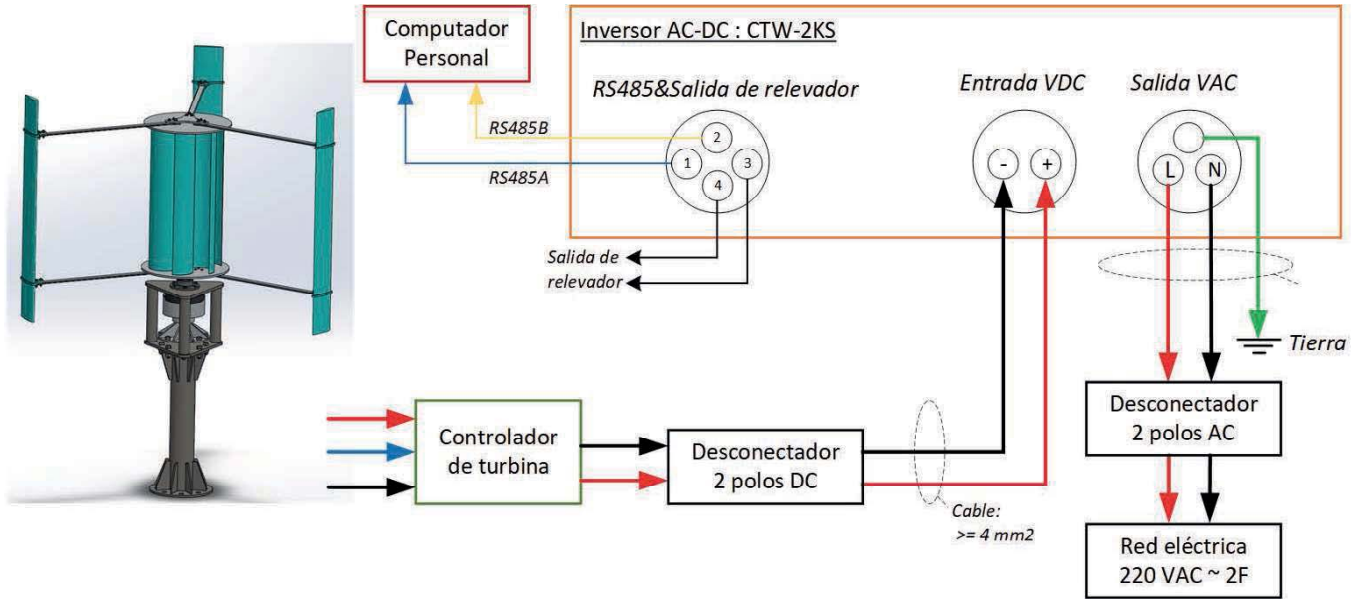 Computador
Personal
Inversor AC-DC : CTW-2KS
RS485&Salida de relevador
Entrada VDC
Salida VAC
RS485B
RS485A
2
1
3
4
-
+
L
N
Salida de
relevador
Tierra
Controlador
de turbina
Desconectador
2 polos DC
Cable:
>= 4 mm2
Desconectador
2 polos AC
Red eléctrica
220 VAC ~ 2F